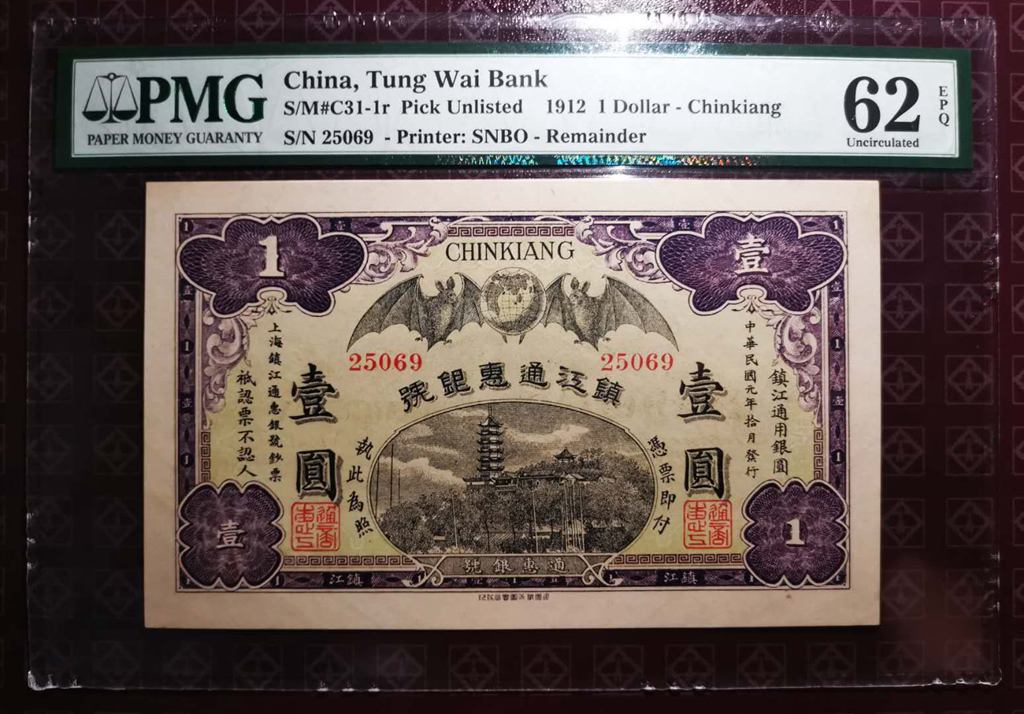 PMG
PAPER MONEY GUARANTY
China, Tung Wai Bank
S/M#C31-1r Pick Unlisted 1912 1 Dollar - Chinkiang
S/N 25069 - Printer: SNBO - Remainder
62
EPQ
Uncirculated
1
CHINKIANG
壹
25069
25069
號銀惠通江鎮
鎮江通用銀圓
中華民國元年拾月發行
壹圓
憑票即付
執此為照
壹圓
上海鎮江通惠銀號鈔票
祗認票不認人
壹
1
號銀惠通
江鎮
江鎮